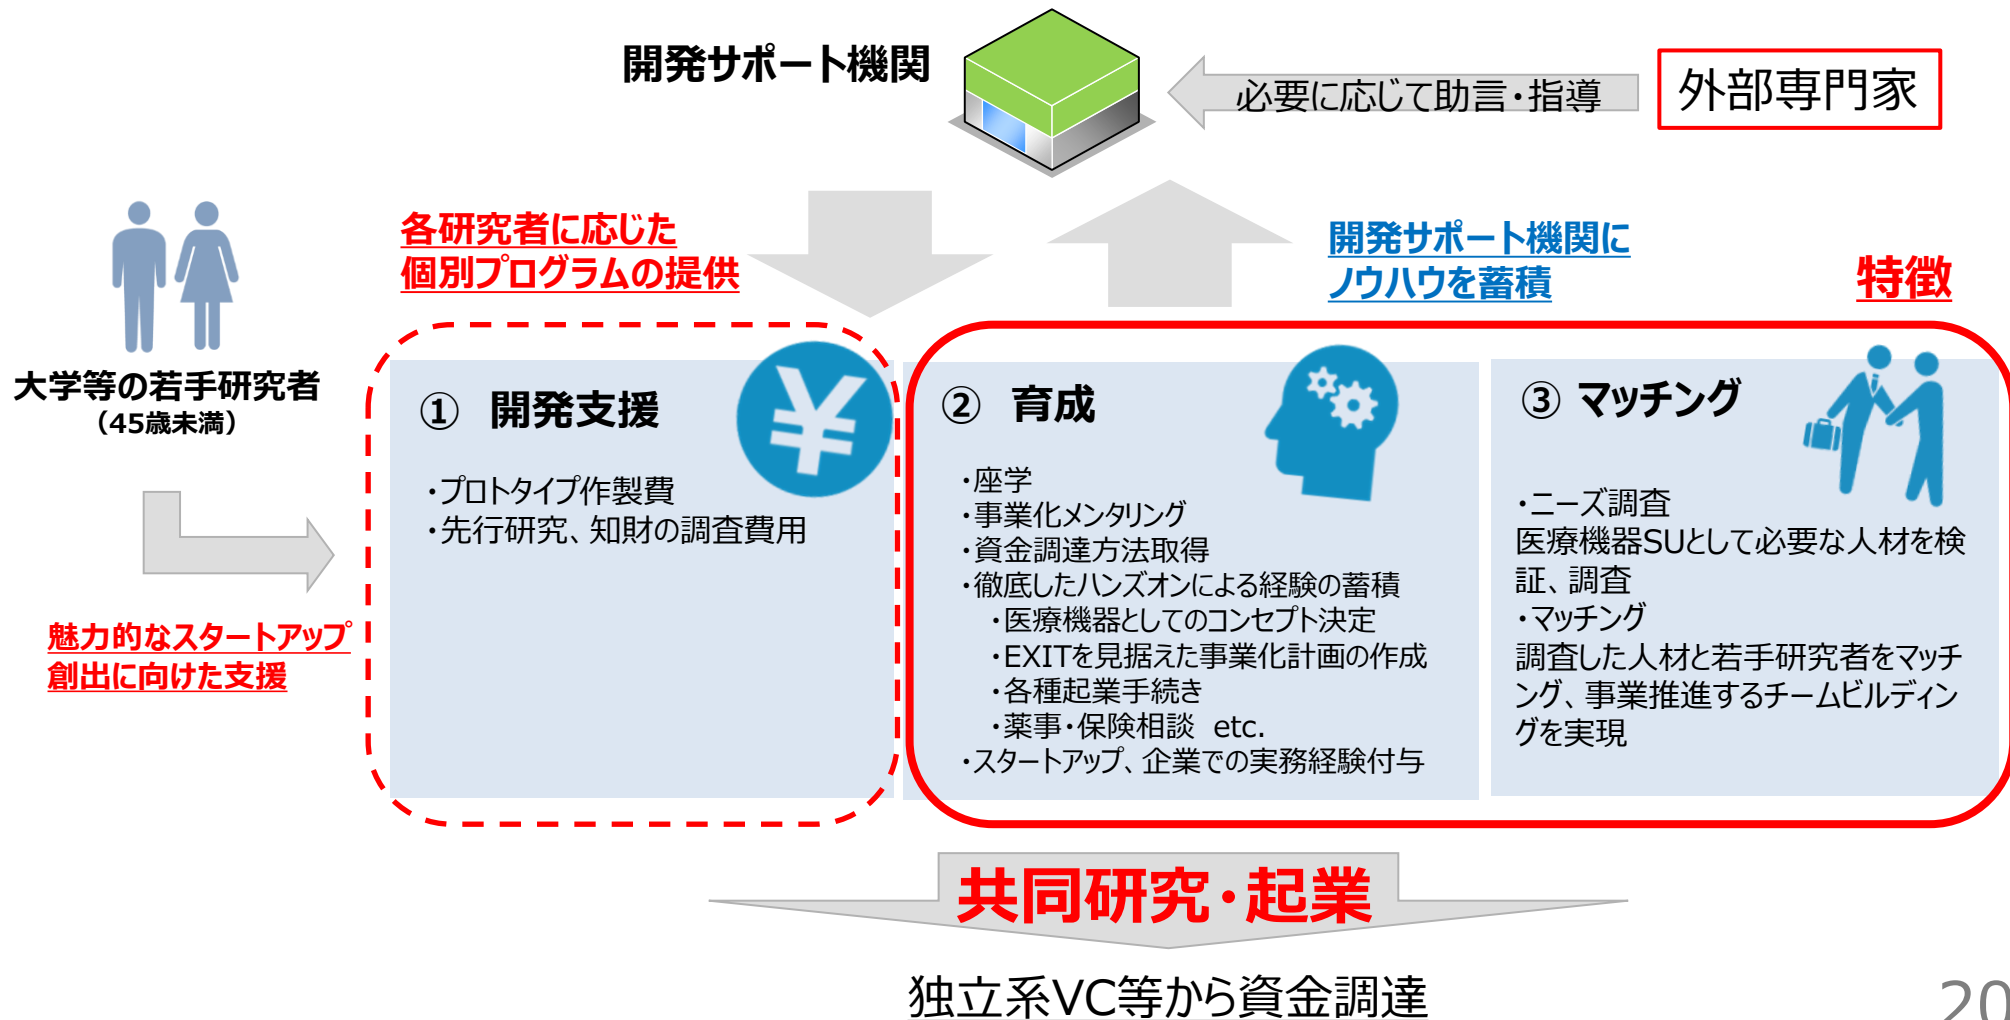 開発サポート機関
必要に応じて助言・指導
外部専門家
各研究者に応じた
個別プログラムの提供
開発サポート機関に
ノウハウを蓄積
特徴
大学等の若手研究者
（45歳未満）
魅力的なスタートアップ
創出に向けた支援
① 開発支援
・プロトタイプ作製費
・先行研究、知財の調査費用
② 育成
・座学
・事業化メンタリング
・資金調達方法取得
・徹底したハンズオンによる経験の蓄積
・医療機器としてのコンセプト決定
・EXITを見据えた事業化計画の作成
・各種起業手続き
・薬事・保険相談 etc.
・スタートアップ、企業での実務経験付与
③ マッチング
・ニーズ調査
医療機器SUとして必要な人材を検
証、調査
・マッチング
調査した人材と若手研究者をマッチ
ング、事業推進するチームビルディン
グを実現
共同研究・起業
独立系VC等から資金調達
20